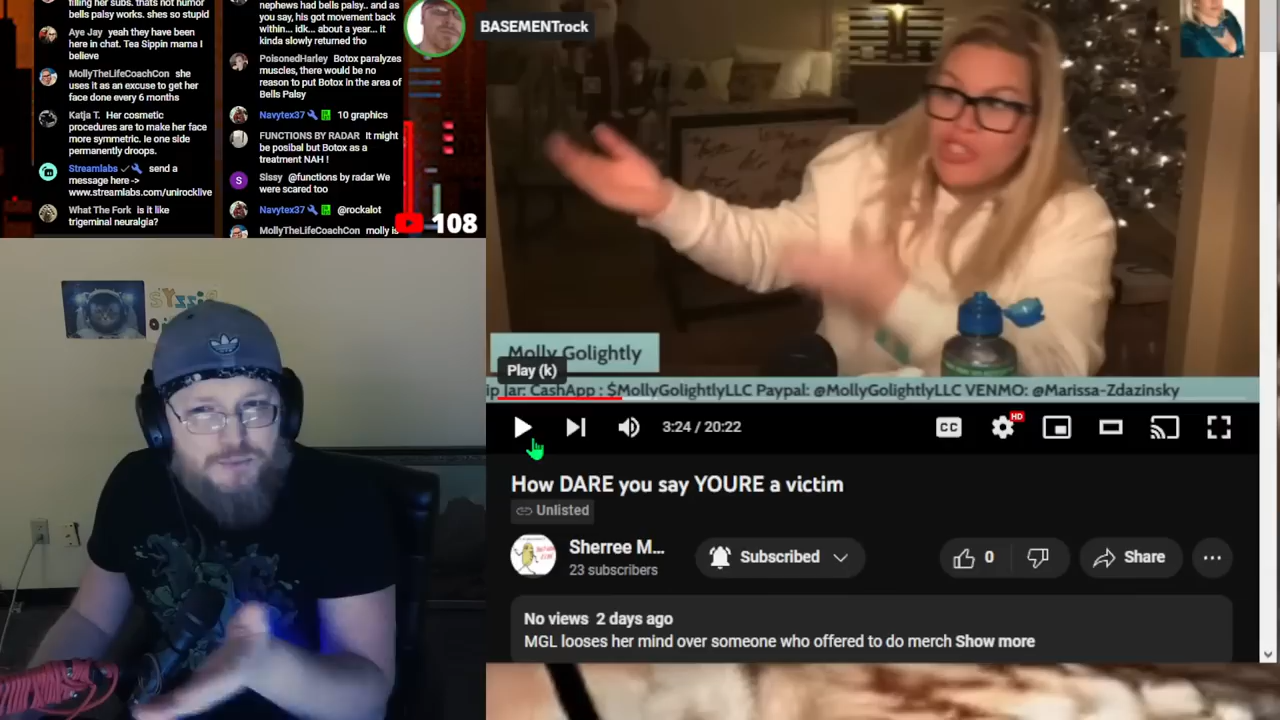 filling her subs. thats not humor
bells palsy works. shes so stupid
Aye Jay yeah they have been
here in chat. Tea Sippin mama I
believe
MollyTheLifeCoachCon she
uses it as an excuse to get her
face done every 6 months
Katja T. Her cosmetic
procedures are to make her face
more symmetric. Ie one side
permanently droops.
Streamlabs send a
message here ->
www.streamlabs.com/unirocklive
What The Fork is it like
trigeminal neuralgia?
nephews had bells palsy.. and as
you say, his got movement back
within... idk... about a year... it
kinda slowly returned tho
PoisonedHarley Botox paralyzes
muscles, there would be no
reason to put Botox in the area of
Bells Palsy
Navytex37 10 graphics
FUNCTIONS BY RADAR It might
be posibal but Botox as a
treatment NAH !
S
Sissy @functions by radar We
were scared too
Navytex37 @rockalot
MollyTheLifeCoachCon molly is
108
BASEMENTrock
Molly Golightly
Play (k)
ip Jar: CashApp : $MollyGolightlyLLC Paypal: @MollyGolightlyLLC VENMO: @Marissa-Zdazinsky
3:24 / 20:22
CC
HD
How DARE you say YOURE a victim
Unlisted
Sherree M...
23 subscribers
Subscribed
0
Share
No views 2 days ago
MGL looses her mind over someone who offered to do merch Show more